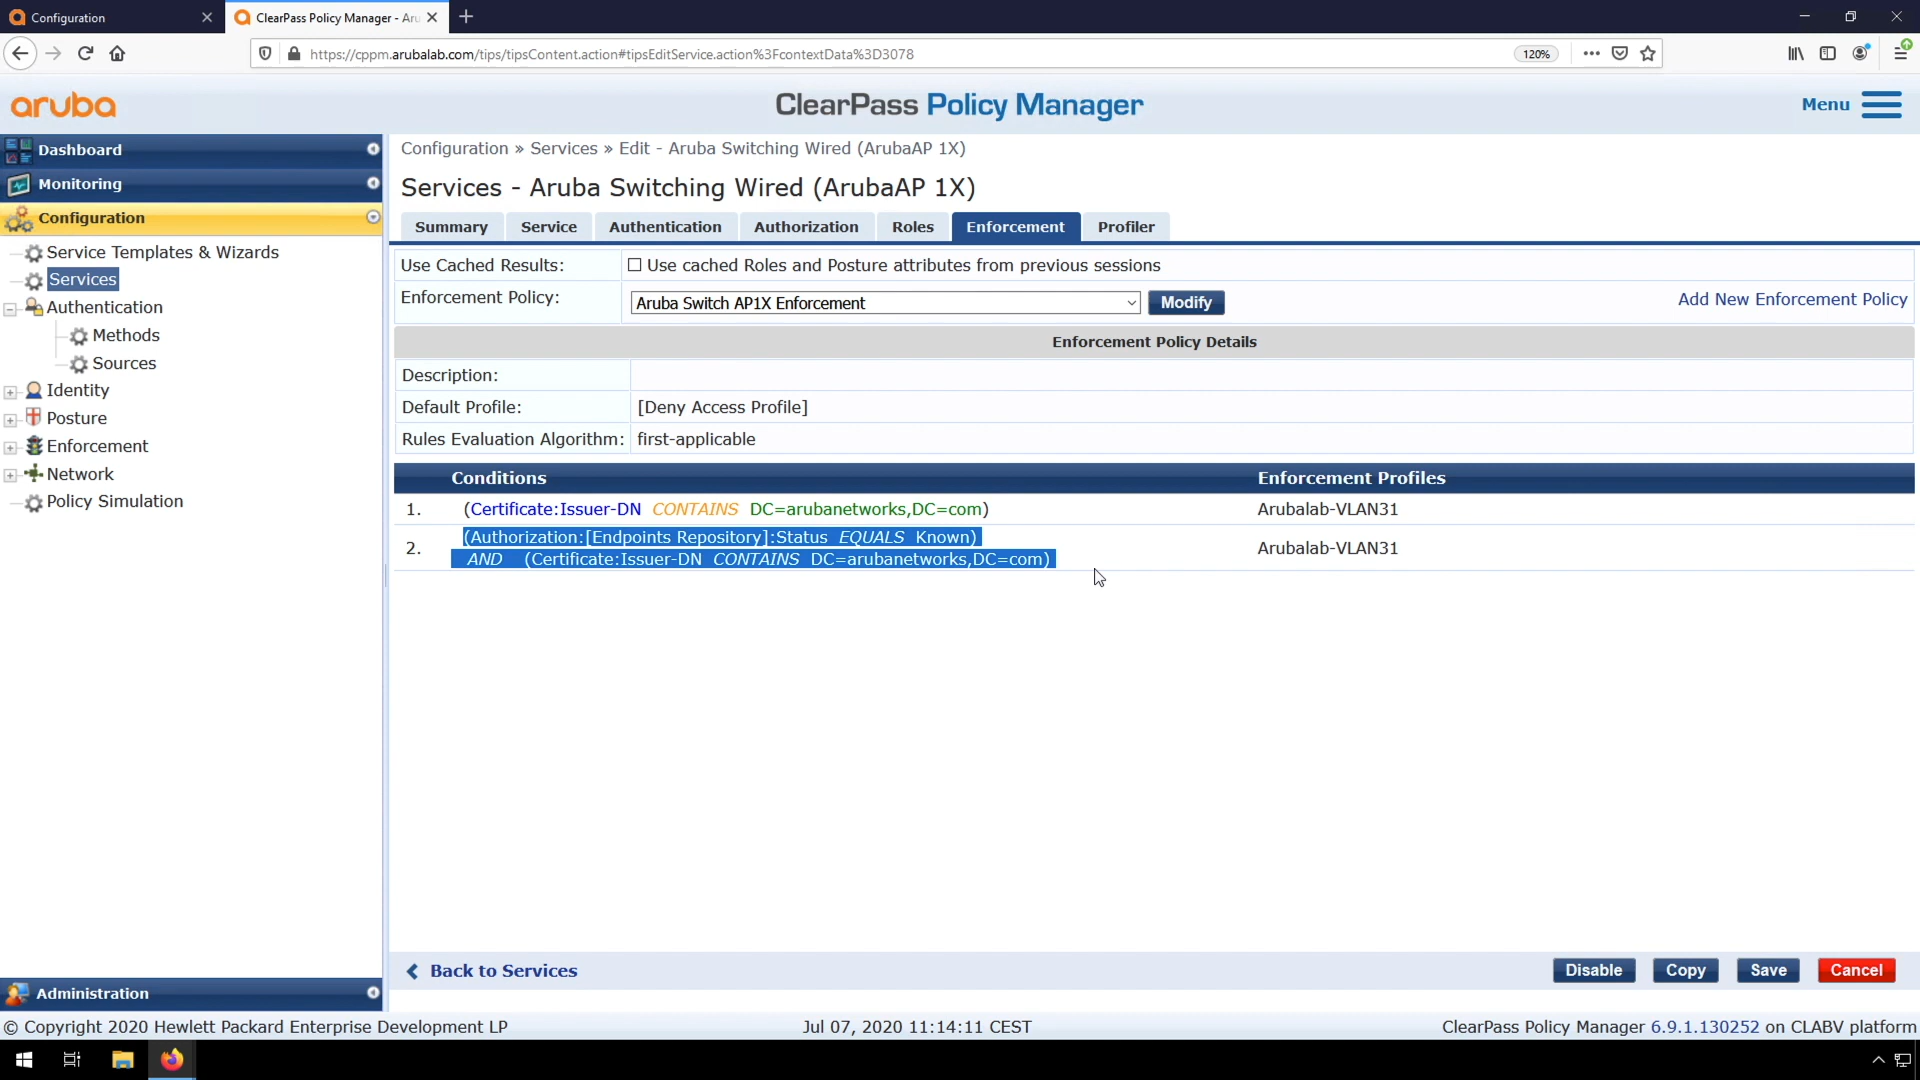 Configuration
ClearPass Policy Manager - Aru
https://cppm.arubalab.com/tips/tipsContent.action#tipsEditService.action%3FcontextData%3D3078
120%
aruba
ClearPass Policy Manager
Menu
Dashboard
Monitoring
Configuration
Service Templates & Wizards
Services
Authentication
Methods
Sources
Identity
Posture
Enforcement
Network
Policy Simulation
Administration
Configuration » Services » Edit - Aruba Switching Wired (ArubaAP 1X)
Services - Aruba Switching Wired (ArubaAP 1X)
Summary Service Authentication Authorization Roles Enforcement Profiler
Use Cached Results: Use cached Roles and Posture attributes from previous sessions
Enforcement Policy: Aruba Switch AP1X Enforcement Modify Add New Enforcement Policy
Enforcement Policy Details
Description:
Default Profile: [Deny Access Profile]
Rules Evaluation Algorithm: first-applicable
Conditions Enforcement Profiles
1. (Certificate:Issuer-DN CONTAINS DC=arubanetworks,DC=com) Arubalab-VLAN31
2. (Authorization:[Endpoints Repository]:Status EQUALS Known)
AND (Certificate:Issuer-DN CONTAINS DC=arubanetworks,DC=com) Arubalab-VLAN31
Back to Services Disable Copy Save Cancel
© Copyright 2020 Hewlett Packard Enterprise Development LP Jul 07, 2020 11:14:11 CEST ClearPass Policy Manager 6.9.1.130252 on CLABV platform